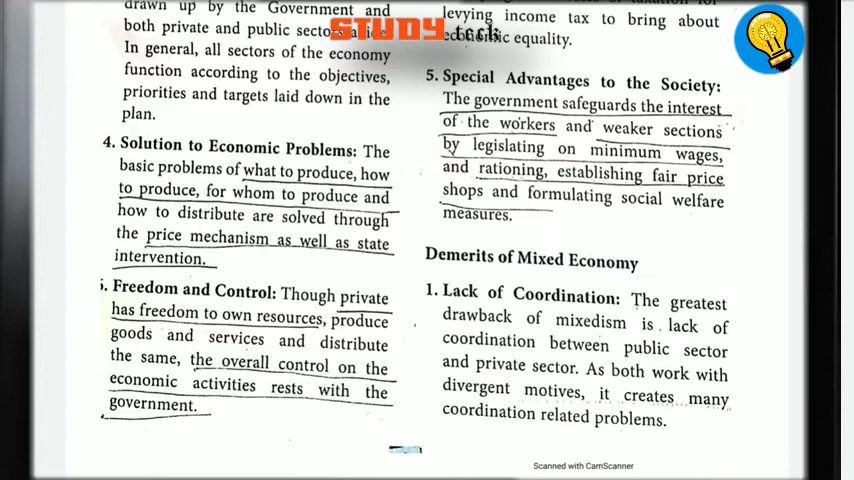 drawn up by the Government and
both private and public sectors
In general, all sectors of the economy
function according to the objectives,
priorities and targets laid down in the
plan.
4. Solution to Economic Problems: The
basic problems of what to produce, how
to produce, for whom to produce and
how to distribute are solved through
the price mechanism as well as state
intervention.
5. Freedom and Control: Though private
has freedom to own resources, produce
goods and services and distribute
the same, the overall control on the
economic activities rests with the
government.
STUDY
levying income tax to bring about
economic equality.
5. Special Advantages to the Society:
The government safeguards the interest
of the workers and weaker sections
by legislating on minimum wages,
and rationing, establishing fair price
shops and formulating social welfare
measures.
Demerits of Mixed Economy
1. Lack of Coordination: The greatest
drawback of mixedism is lack of
coordination between public sector
and private sector. As both work with
divergent motives, it creates many
coordination related problems.
Scanned with CamScanner